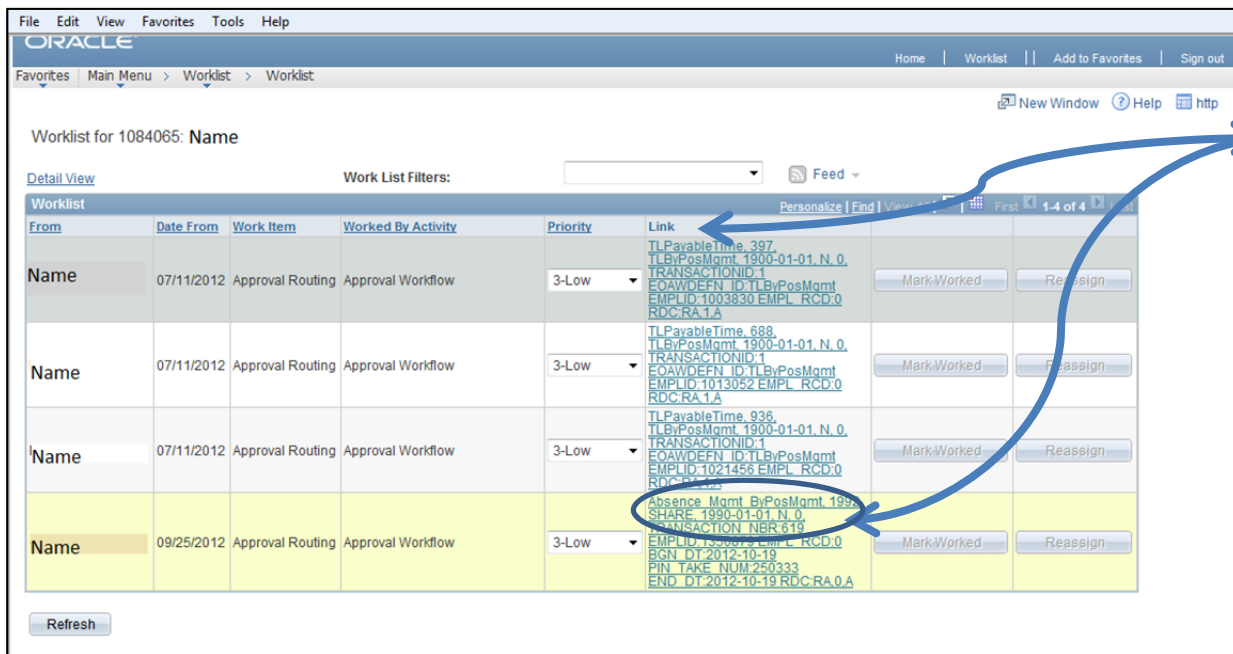 File Edit View Favorites Tools Help
ORACLE
Home | Worklist || Add to Favorites | Sign out
Favorites | Main Menu > Worklist > Worklist
New Window Help http
Worklist for 1084065: Name
Detail View Work List Filters: Feed
Worklist Personalize | Find | First 1-4 of 4
From Date From Work Item Worked By Activity Priority Link
Name 07/11/2012 Approval Routing Approval Workflow 3-Low Mark Worked Reassign
TLPayableTime, 397,
TLByPosMgmt, 1900-01-01, N, 0,
TRANSACTIONID:1
EOAWDEFN_ID:TLByPosMgmt
EMPLID:1003830 EMPL_RCD:0
RDC:RA,1,A
Name 07/11/2012 Approval Routing Approval Workflow 3-Low Mark Worked Reassign
TLPayableTime, 688,
TLByPosMgmt, 1900-01-01, N, 0,
TRANSACTIONID:1
EOAWDEFN_ID:TLByPosMgmt
EMPLID:1013052 EMPL_RCD:0
RDC:RA,1,A
Name 07/11/2012 Approval Routing Approval Workflow 3-Low Mark Worked Reassign
TLPayableTime, 936,
TLByPosMgmt, 1900-01-01, N, 0,
TRANSACTIONID:1
EOAWDEFN_ID:TLByPosMgmt
EMPLID:1021456 EMPL_RCD:0
RDC:RA,1,A
Name 09/25/2012 Approval Routing Approval Workflow 3-Low Mark Worked Reassign
Absence_Mgmt_ByPosMgmt,
SHARE, 1990-01-01, N, 0,
TRANSACTION_NBR:619
EMPL_RCD:0
BGN_DT:2012-10-19
PIN_TAKE_NUM:250333
END_DT:2012-10-19 RDC:RA,0,A
Refresh